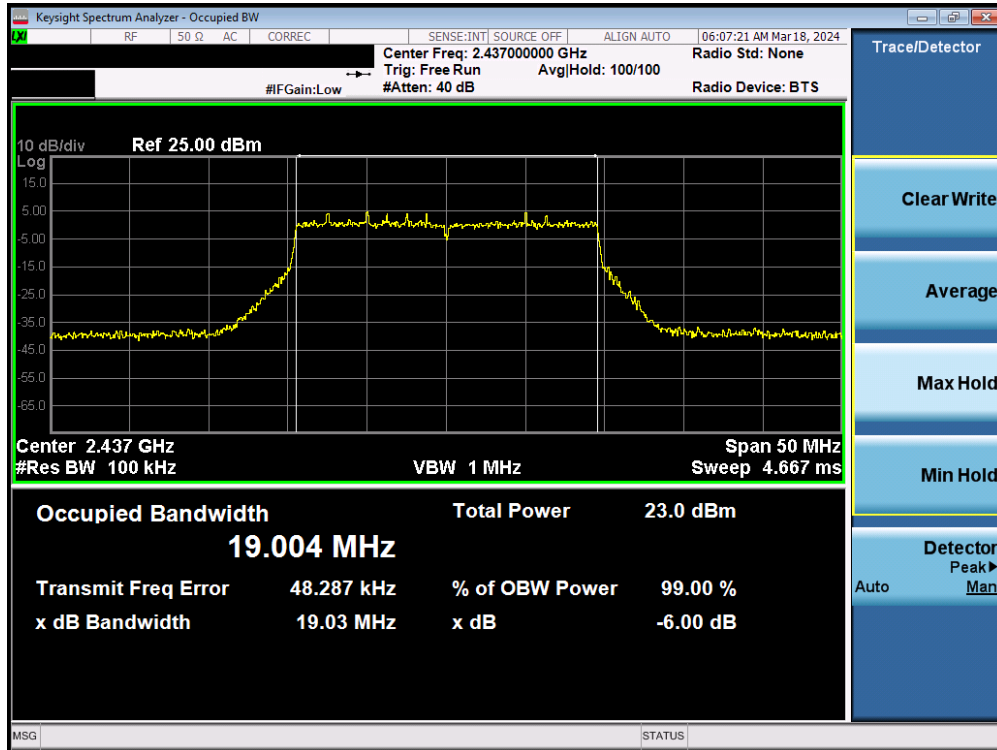 Keysight Spectrum Analyzer - Occupied BW
LXI RF 50 Ω AC CORREC SENSE:INT SOURCE OFF ALIGN AUTO 06:07:21 AM Mar 18, 2024
Center Freq: 2.437000000 GHz Radio Std: None
Trig: Free Run Avg|Hold: 100/100
#IFGain:Low #Atten: 40 dB Radio Device: BTS
Trace/Detector
10 dB/div Ref 25.00 dBm
Log
15.0
5.00
-5.00
-15.0
-25.0
-35.0
-45.0
-55.0
-65.0
Center 2.437 GHz Span 50 MHz
#Res BW 100 kHz VBW 1 MHz Sweep 4.667 ms
Occupied Bandwidth Total Power 23.0 dBm
19.004 MHz
Transmit Freq Error 48.287 kHz % of OBW Power 99.00 %
x dB Bandwidth 19.03 MHz x dB -6.00 dB
Clear Write
Average
Max Hold
Min Hold
Detector
Peak▶
Auto Man
MSG STATUS